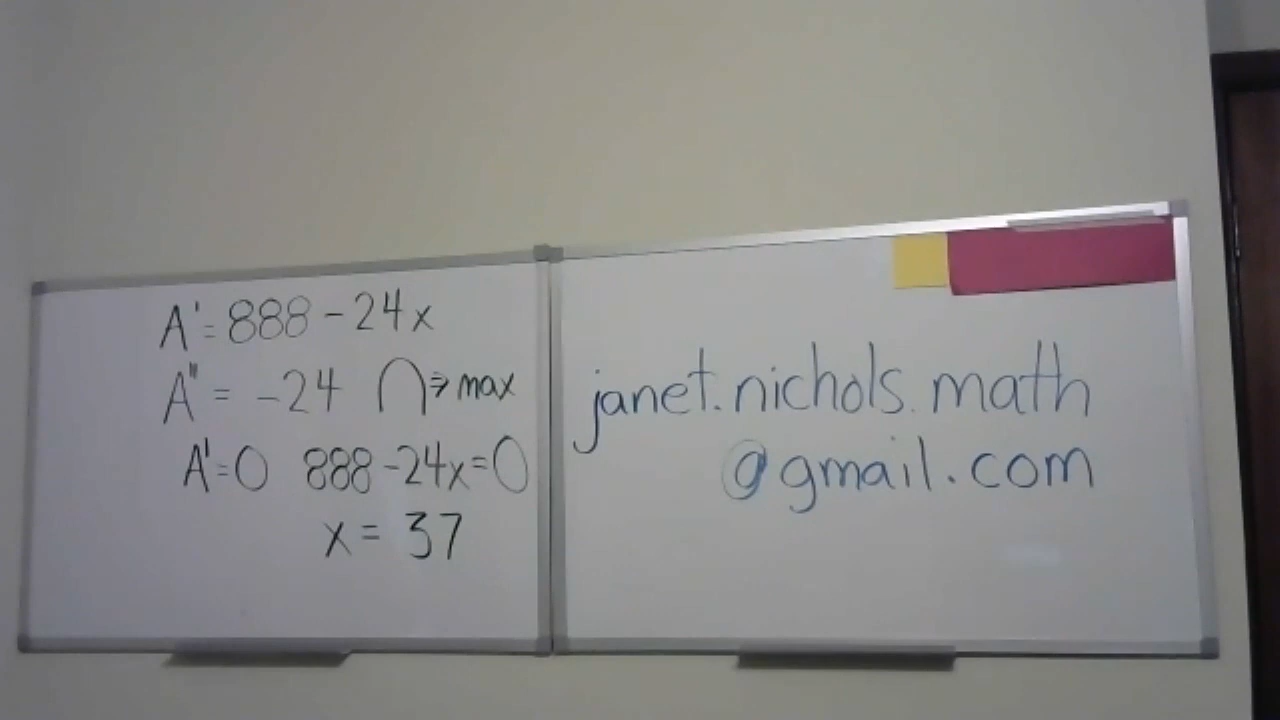 A' = 888 - 24x
A" = -24 ∩ ⇒ max
A' = 0 888 - 24x = 0
x = 37
janet.nichols.math
@gmail.com